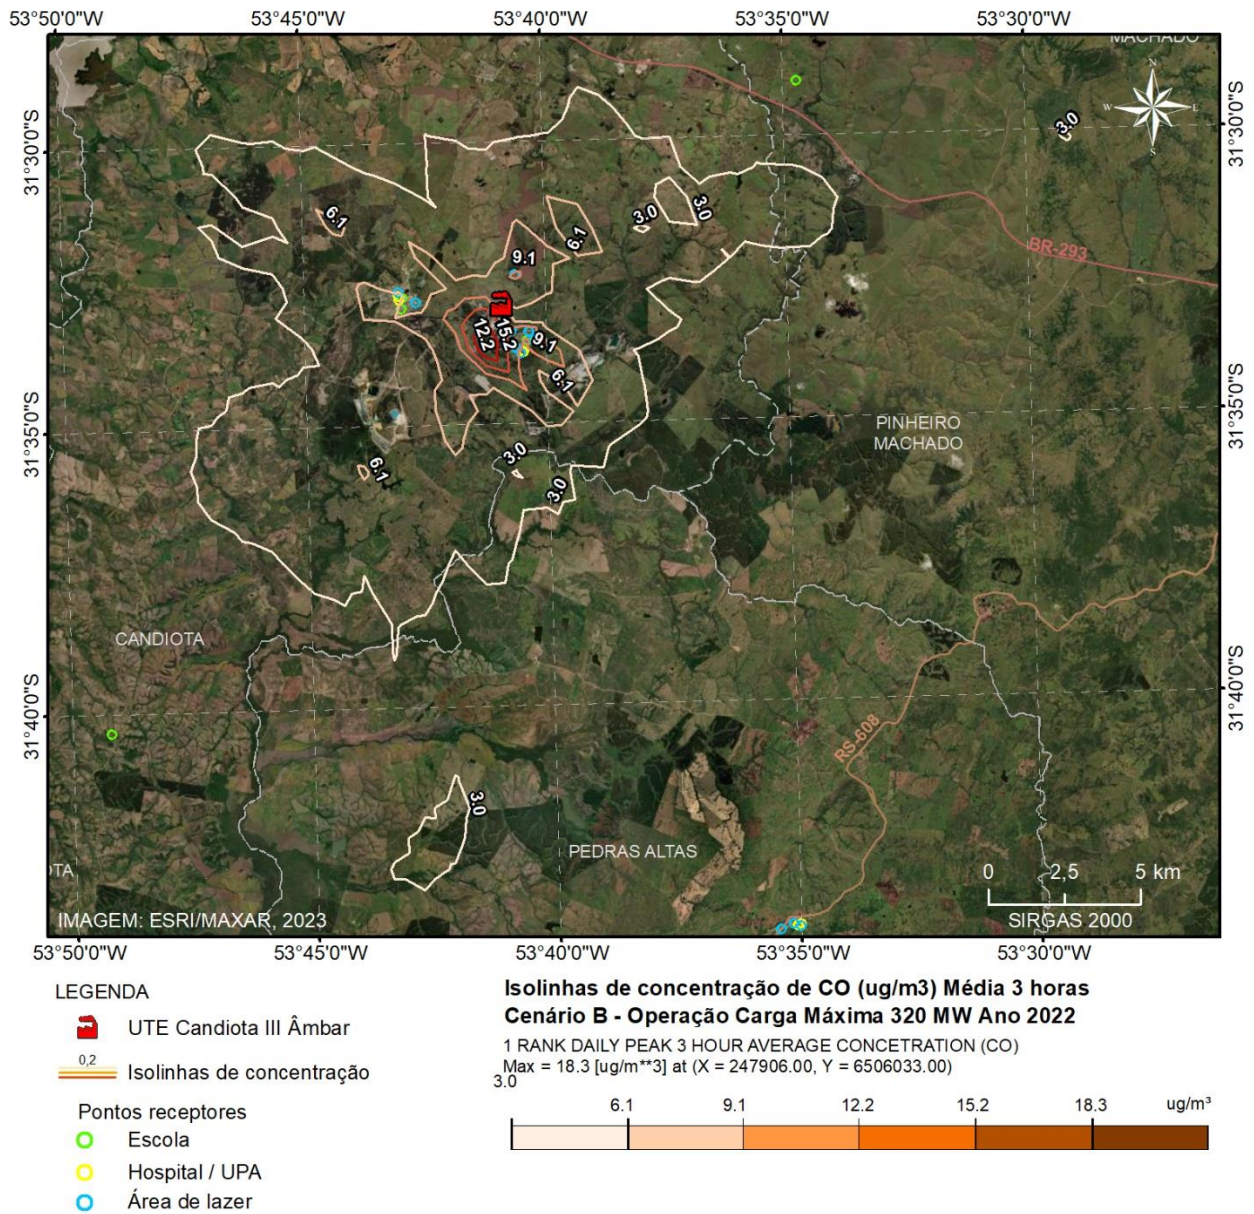 53°50'0"W 53°45'0"W 53°40'0"W 53°35'0"W 53°30'0"W
MACHADO
N
W E
S
31°30'0"S
31°30'0"S
3.0
6.1
6.1
3.0
3.0
9.1
BR-293
12.2
15.2
9.1
6.1
31°35'0"S
31°35'0"S
PINHEIRO
MACHADO
6.1
3.0
3.0
CANDIOTA
31°40'0"S
31°40'0"S
RS-608
3.0
PEDRAS ALTAS
OTA
0 2,5 5 km
IMAGEM: ESRI/MAXAR, 2023
SIRGAS 2000
53°50'0"W 53°45'0"W 53°40'0"W 53°35'0"W 53°30'0"W
LEGENDA
UTE Candiota III Âmbar
0,2
Isolinhas de concentração
Pontos receptores
Escola
Hospital / UPA
Área de lazer
Isolinhas de concentração de CO (ug/m3) Média 3 horas
Cenário B - Operação Carga Máxima 320 MW Ano 2022
1 RANK DAILY PEAK 3 HOUR AVERAGE CONCETRATION (CO)
Max = 18.3 [ug/m**3] at (X = 247906.00, Y = 6506033.00)
3.0 6.1 9.1 12.2 15.2 18.3 ug/m³